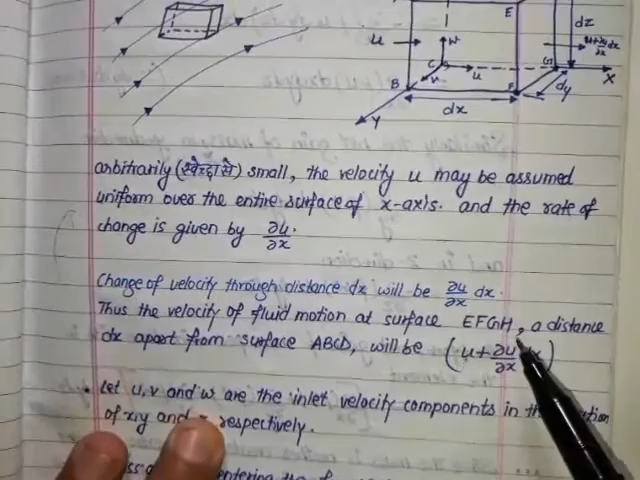 E
dz
u
w
u+∂u/∂x dx
C
G
v
u
X
B
F
dy
Y
dx
arbitrarily (स्वेच्छा से) small, the velocity u may be assumed
uniform over the entire surface of x-axis. and the rate of
change is given by ∂u/∂x.
Change of velocity through distance dx will be ∂u/∂x dx.
Thus the velocity of fluid motion at surface EFGH, a distance
dx apart from surface ABCD, will be (u+∂u/∂x dx)
• Let u, v and w are the inlet velocity components in the
of x, y and respectively.